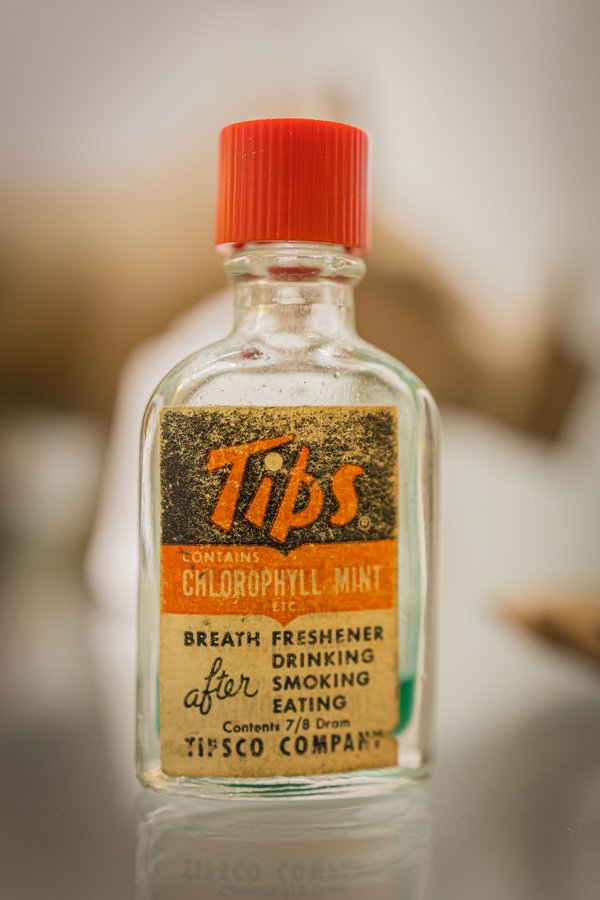 Tips®
CONTAINS
CHLOROPHYLL MINT
ETC.
BREATH FRESHENER
after DRINKING
SMOKING
EATING
Contents 7/8 Dram
TIPSCO COMPANY